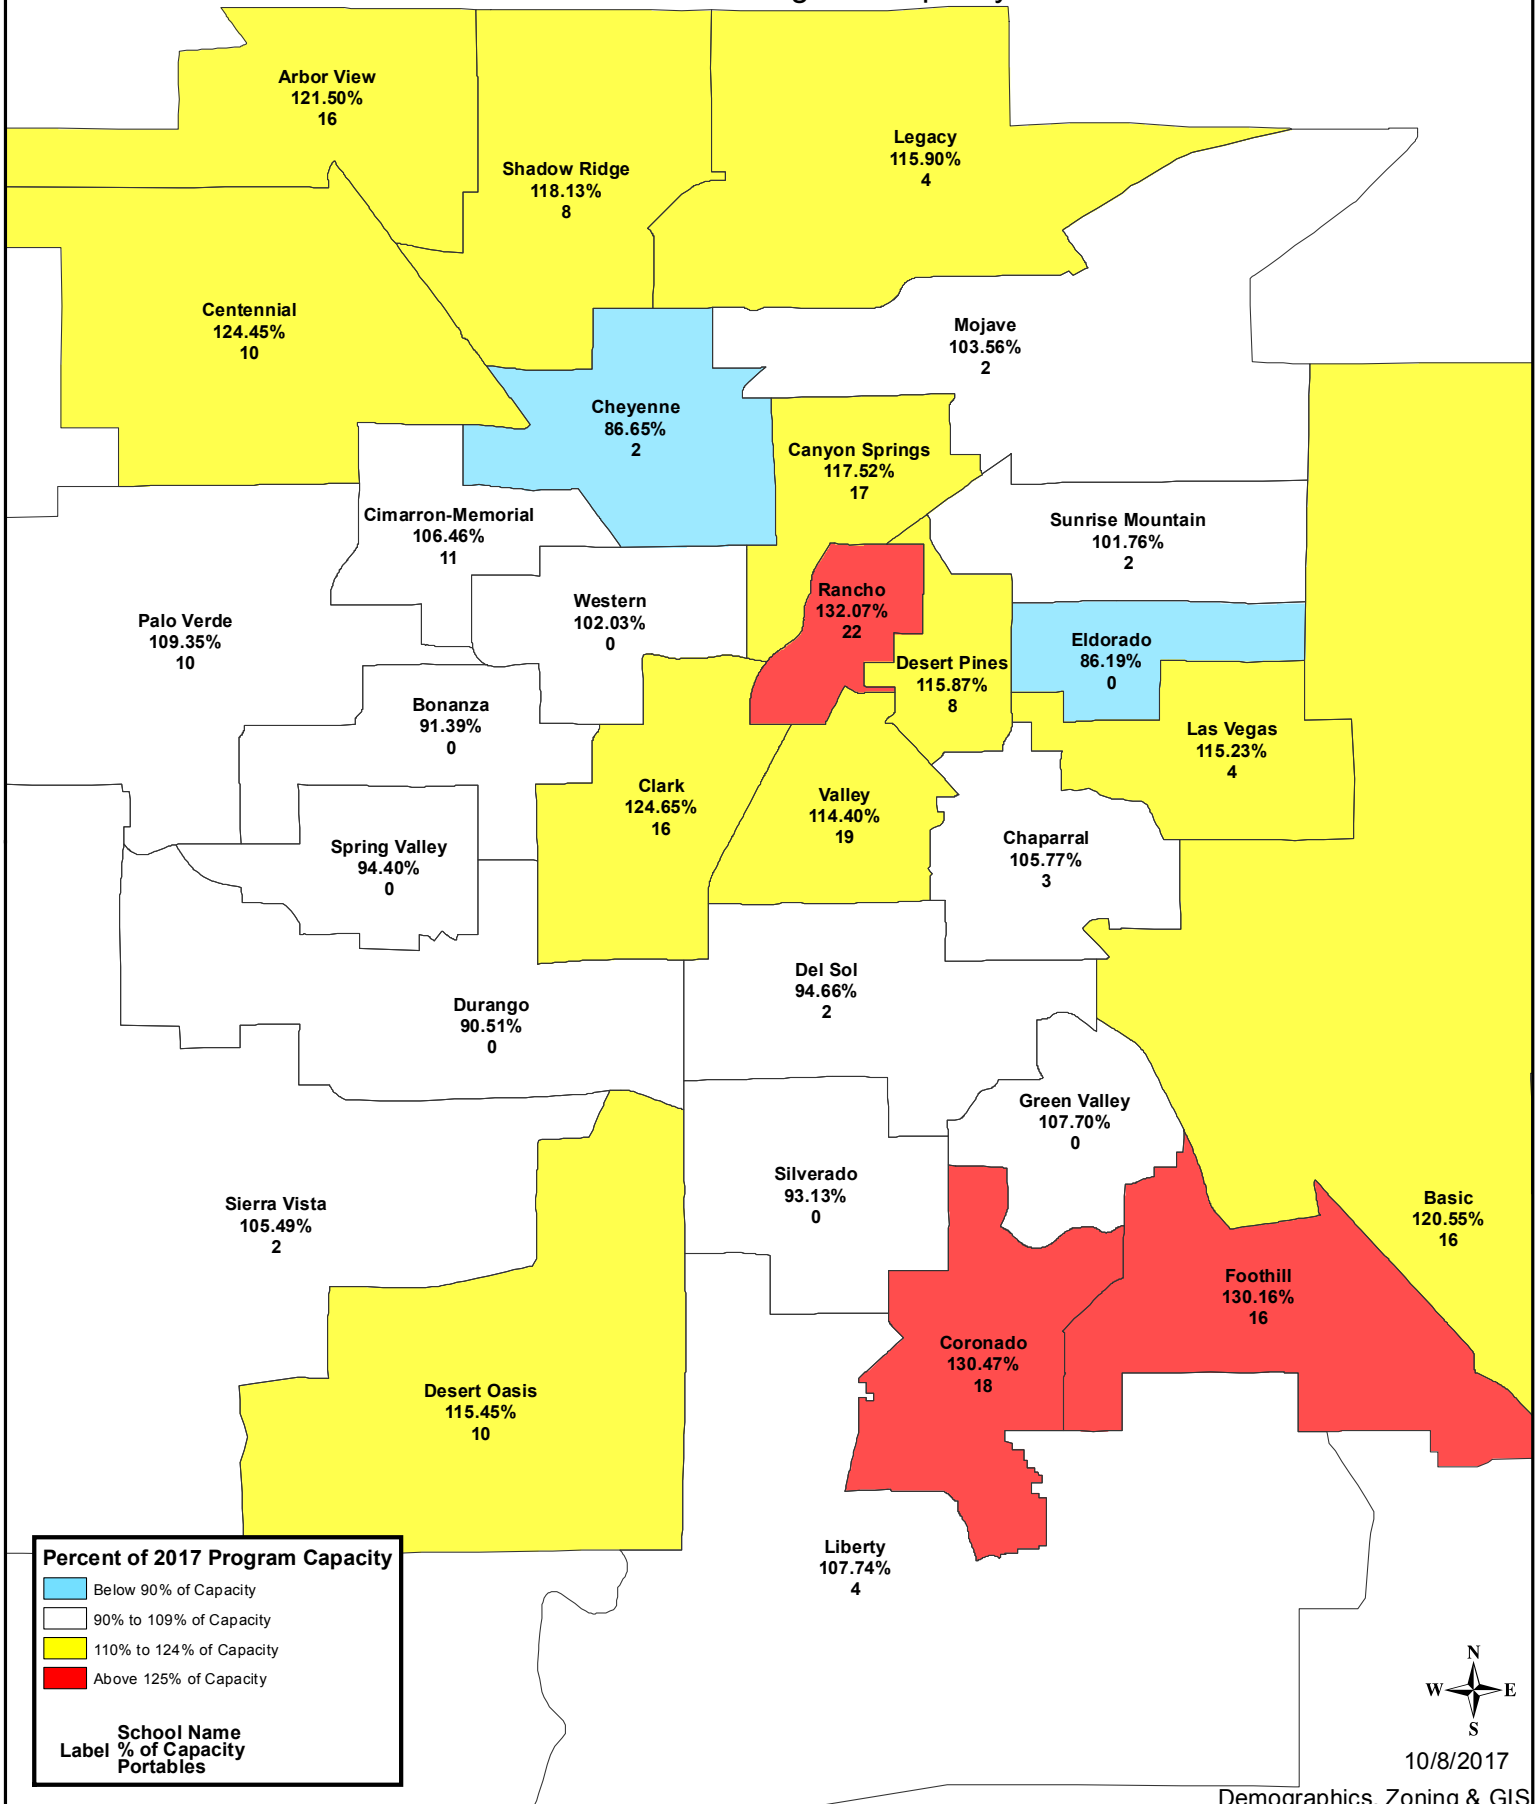 Arbor View
121.50%
16
Shadow Ridge
118.13%
8
Legacy
115.90%
4
Centennial
124.45%
10
Mojave
103.56%
2
Cheyenne
86.65%
2
Canyon Springs
117.52%
17
Cimarron-Memorial
106.46%
11
Sunrise Mountain
101.76%
2
Rancho
132.07%
22
Western
102.03%
0
Palo Verde
109.35%
10
Eldorado
86.19%
0
Desert Pines
115.87%
8
Bonanza
91.39%
0
Las Vegas
115.23%
4
Clark
124.65%
16
Valley
114.40%
19
Spring Valley
94.40%
0
Chaparral
105.77%
3
Del Sol
94.66%
2
Durango
90.51%
0
Green Valley
107.70%
0
Silverado
93.13%
0
Sierra Vista
105.49%
2
Basic
120.55%
16
Foothill
130.16%
16
Coronado
130.47%
18
Desert Oasis
115.45%
10
Liberty
107.74%
4
Percent of 2017 Program Capacity
Below 90% of Capacity
90% to 109% of Capacity
110% to 124% of Capacity
Above 125% of Capacity
School Name
Label % of Capacity
Portables
N
W E
S
10/8/2017
Demographics, Zoning & GIS